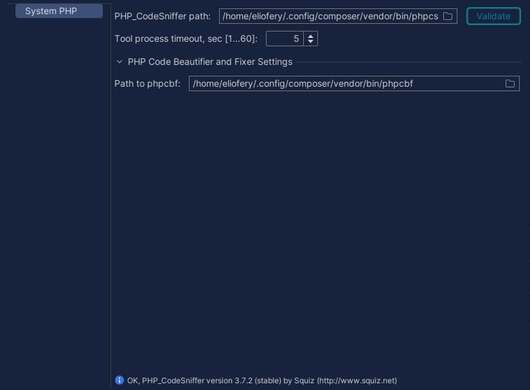 System PHP
PHP_CodeSniffer path: /home/eliofery/.config/composer/vendor/bin/phpcs Validate
Tool process timeout, sec [1...60]: 5
PHP Code Beautifier and Fixer Settings
Path to phpcbf: /home/eliofery/.config/composer/vendor/bin/phpcbf
OK, PHP_CodeSniffer version 3.7.2 (stable) by Squiz (http://www.squiz.net)